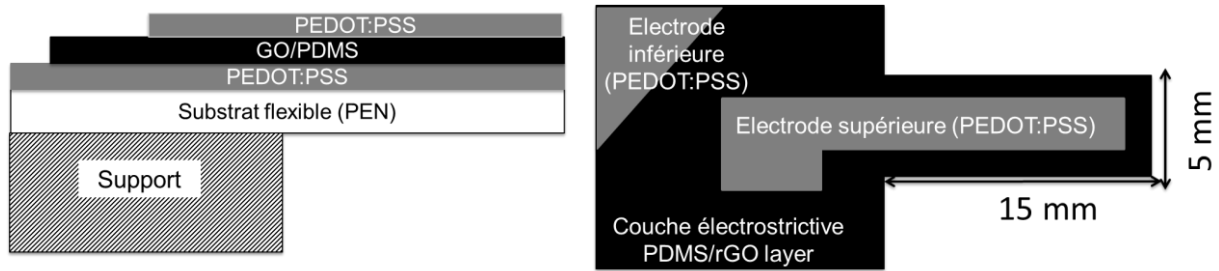 PEDOT:PSS
GO/PDMS
PEDOT:PSS
Substrat flexible (PEN)
Support
Electrode
inférieure
(PEDOT:PSS)
Electrode supérieure (PEDOT:PSS)
Couche électrostrictive
PDMS/rGO layer
15 mm
5 mm